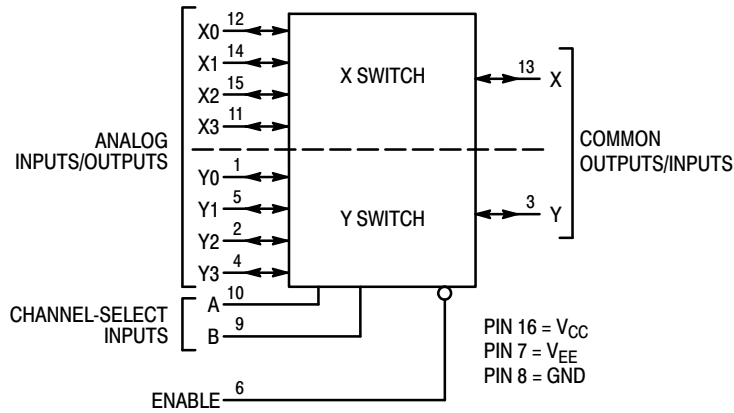 X0 12
X1 14
X2 15
X3 11
X SWITCH
13 X
ANALOG
INPUTS/OUTPUTS
COMMON
OUTPUTS/INPUTS
Y0 1
Y1 5
Y2 2
Y3 4
Y SWITCH
3 Y
CHANNEL-SELECT
INPUTS
A 10
B 9
PIN 16 = VCC
PIN 7 = VEE
PIN 8 = GND
ENABLE 6